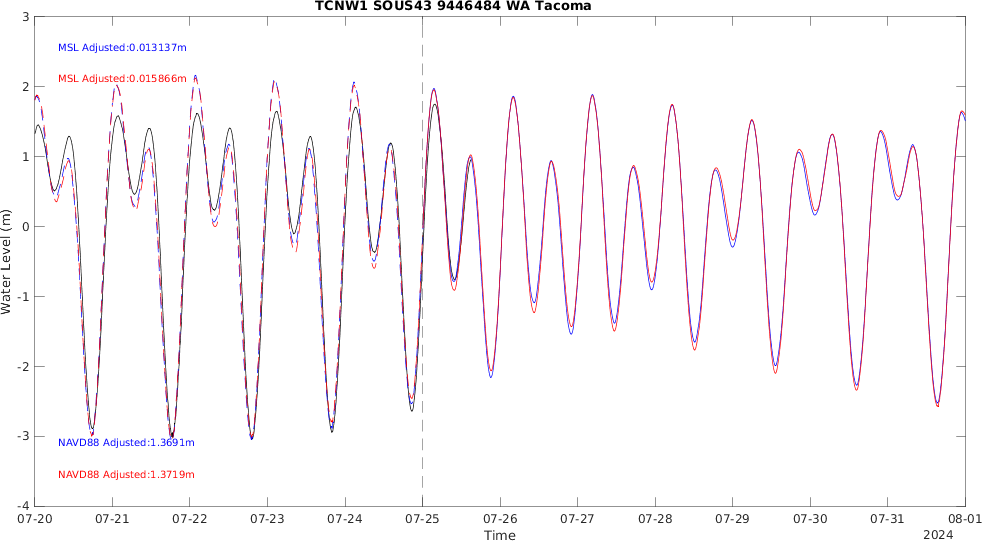 TCNW1 SOUS43 9446484 WA Tacoma
3
MSL Adjusted:0.013137m
MSL Adjusted:0.015866m
2
1
0
-1
-2
-3
-4
Water Level (m)
NAVD88 Adjusted:1.3691m
NAVD88 Adjusted:1.3719m
07-20 07-21 07-22 07-23 07-24 07-25 07-26 07-27 07-28 07-29 07-30 07-31 08-01
Time
2024